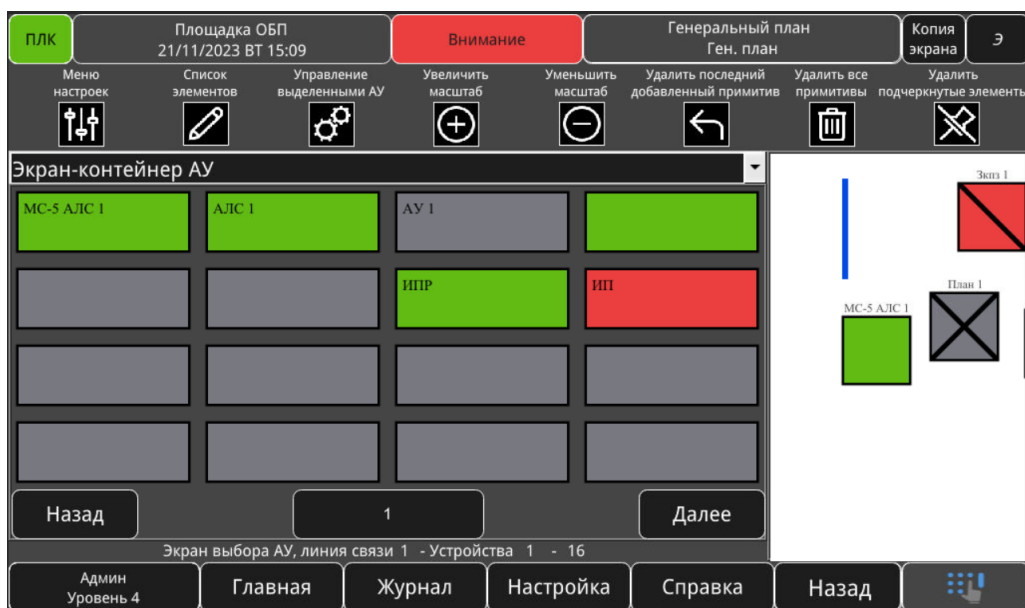 ПЛК
Площадка ОБП
21/11/2023 ВТ 15:09
Внимание
Генеральный план
Ген. план
Копия
экрана
Э
Меню
настроек
Список
элементов
Управление
выделенными АУ
Увеличить
масштаб
Уменьшить
масштаб
Удалить последний
добавленный примитив
Удалить все
примитивы
Удалить
подчеркнутые элементы
Экран-контейнер АУ
МС-5 АЛС 1
АЛС 1
АУ 1
ИПР
ИП
Зкпз 1
План 1
МС-5 АЛС 1
Назад
1
Далее
Экран выбора АУ, линия связи 1 - Устройства 1 - 16
Админ
Уровень 4
Главная
Журнал
Настройка
Справка
Назад